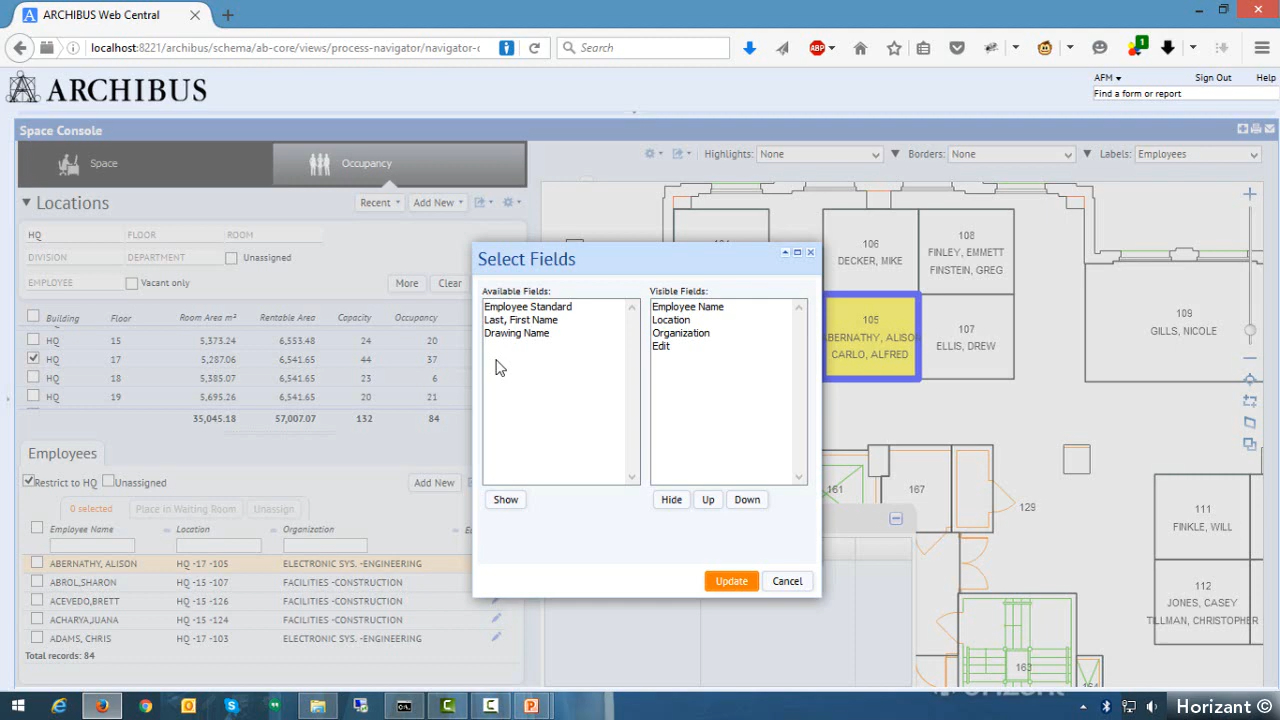 ARCHIBUS Web Central
localhost:8221/archibus/schema/ab-core/views/process-navigator/navigator-
Search
ABP
1
ARCHIBUS
AFM
Sign Out
Help
Find a form or report
Space Console
Space
Occupancy
Highlights: None
Borders: None
Labels: Employees
Locations
Recent
Add New
HQ
FLOOR
ROOM
DIVISION
DEPARTMENT
Unassigned
EMPLOYEE
Vacant only
More
Clear
Building Floor Room Area m² Rentable Area Capacity Occupancy
HQ 15 5,373.24 6,553.48 24 20
HQ 17 5,287.06 6,541.65 44 37
HQ 18 5,385.07 6,541.65 23 6
HQ 19 5,695.26 6,541.65 20 21
35,045.18 57,007.07 132 84
Employees
Restrict to HQ
Unassigned
Add New
0 selected
Place in Waiting Room
Unassign
Employee Name Location Organization
ABERNATHY, ALISON HQ -17 -105 ELECTRONIC SYS. -ENGINEERING
ABROL,SHARON HQ -15 -107 FACILITIES -CONSTRUCTION
ACEVEDO,BRETT HQ -15 -126 FACILITIES -CONSTRUCTION
ACHARYA,JUANA HQ -15 -124 FACILITIES -CONSTRUCTION
ADAMS, CHRIS HQ -17 -103 ELECTRONIC SYS. -ENGINEERING
Total records: 84
Select Fields
Available Fields:
Employee Standard
Last, First Name
Drawing Name
Show
Visible Fields:
Employee Name
Location
Organization
Edit
Hide
Up
Down
Update
Cancel
106
DECKER, MIKE
108
FINLEY, EMMETT
FINSTEIN, GREG
105
BERNATHY, ALISO
CARLO, ALFRED
107
ELLIS, DREW
109
GILLS, NICOLE
161
167
129
111
FINKLE, WILL
112
JONES, CASEY
TILLMAN, CHRISTOPHER
163
Horizant ©